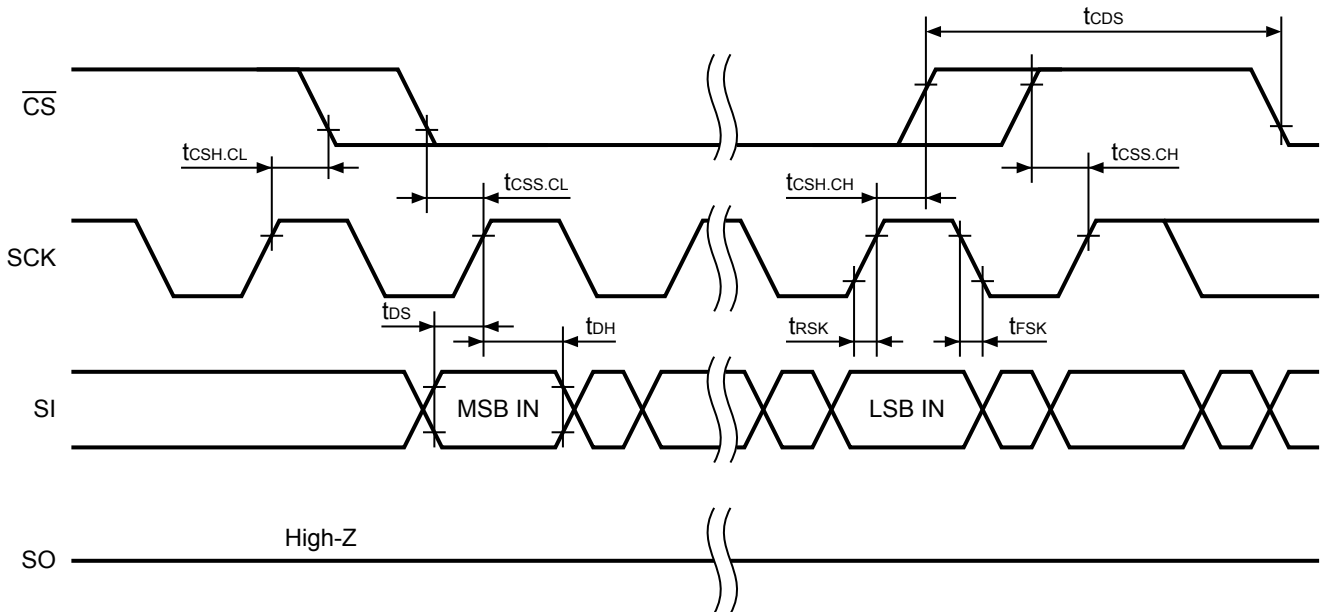 tCDS
CS
tCSH.CL
tCSS.CL
tCSH.CH
tCSS.CH
SCK
tDS
tDH
tRSK
tFSK
SI
MSB IN
LSB IN
High-Z
SO